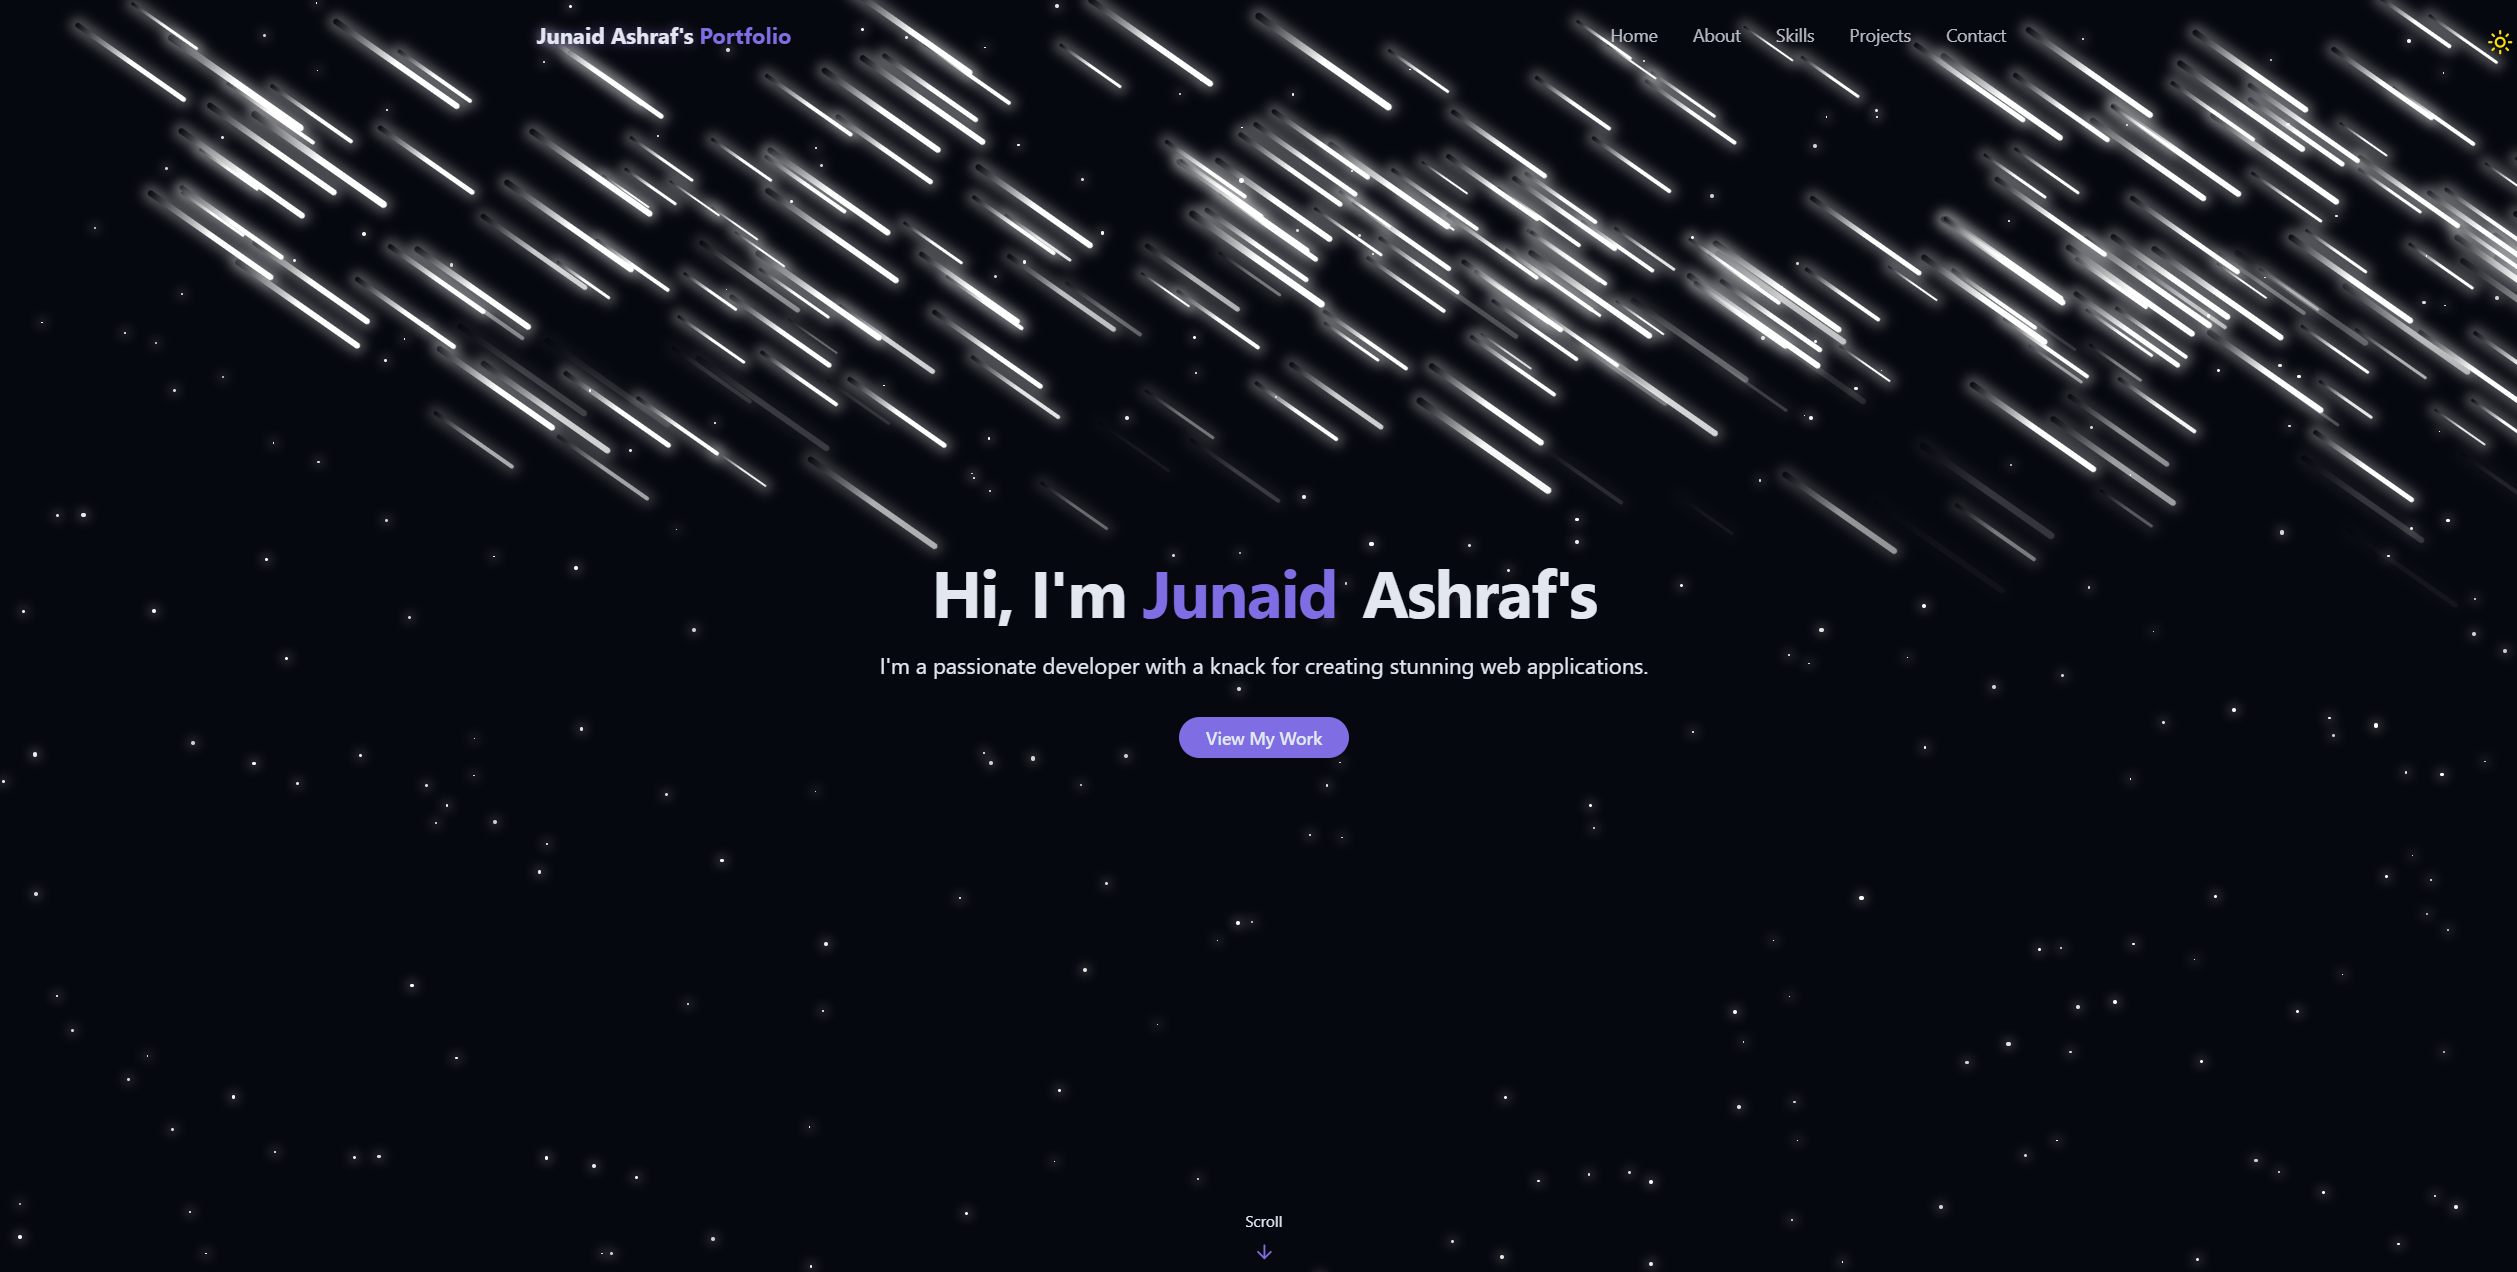 Junaid Ashraf's Portfolio
Home About Skills Projects Contact
Hi, I'm Junaid Ashraf's
I'm a passionate developer with a knack for creating stunning web applications.
View My Work
Scroll